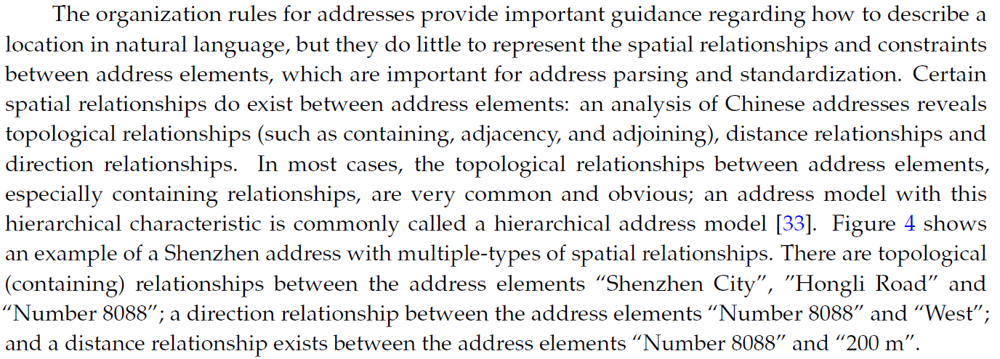 The organization rules for addresses provide important guidance regarding how to describe a
location in natural language, but they do little to represent the spatial relationships and constraints
between address elements, which are important for address parsing and standardization. Certain
spatial relationships do exist between address elements: an analysis of Chinese addresses reveals
topological relationships (such as containing, adjacency, and adjoining), distance relationships and
direction relationships. In most cases, the topological relationships between address elements,
especially containing relationships, are very common and obvious; an address model with this
hierarchical characteristic is commonly called a hierarchical address model [33]. Figure 4 shows
an example of a Shenzhen address with multiple-types of spatial relationships. There are topological
(containing) relationships between the address elements “Shenzhen City”, ”Hongli Road” and
“Number 8088”; a direction relationship between the address elements “Number 8088” and “West”;
and a distance relationship exists between the address elements “Number 8088” and “200 m”.